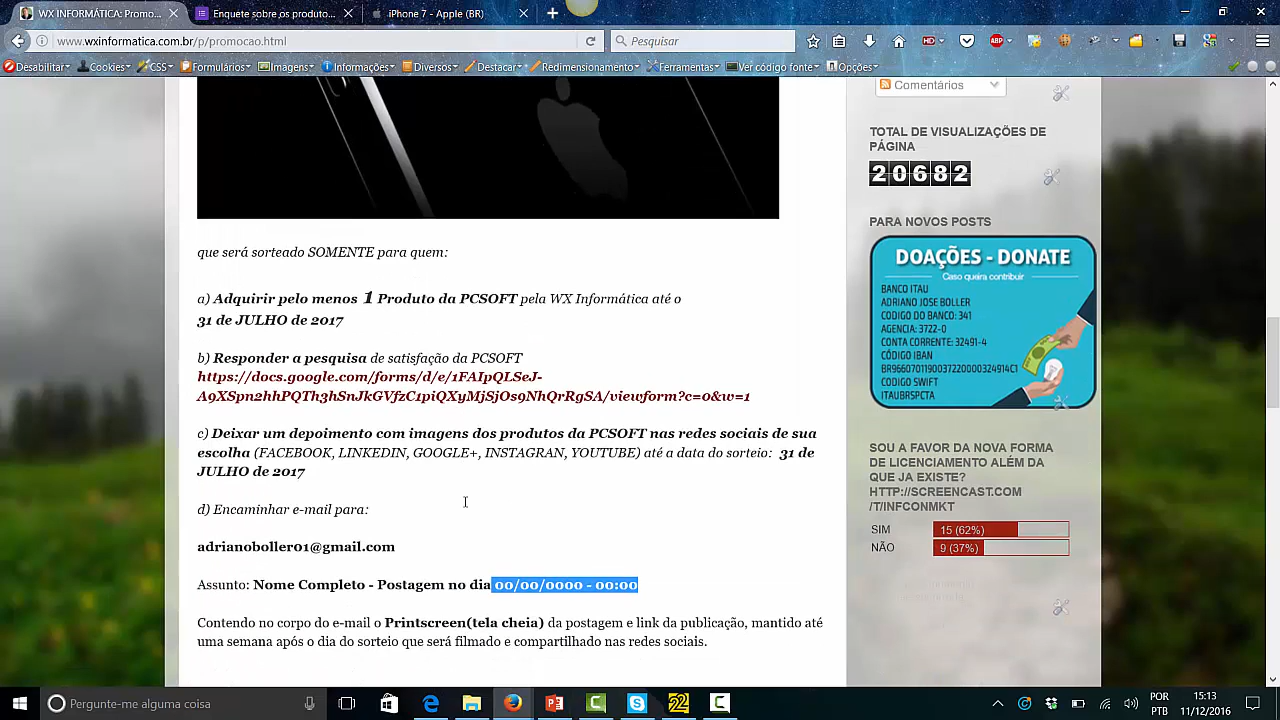 WX INFORMATICA: Promoca...
Enquete sobre os produto...
iPhone 7 - Apple (BR)
www.wxinformatica.com.br/p/promocao.html
Pesquisar
HD
ABP
Desabilitar
Cookies
CSS
Formulários
Imagens
Informações
Diversos
Destacar
Redimensionamento
Ferramentas
Ver código fonte
Opções
que será sorteado SOMENTE para quem:
a) Adquirir pelo menos 1 Produto da PCSOFT pela WX Informática até o
31 de JULHO de 2017
b) Responder a pesquisa de satisfação da PCSOFT
https://docs.google.com/forms/d/e/1FAIpQLSeJ-
A9XSpn2hhPQTh3hSnJkGVfzC1piQXyMjSjOs9NhQrRgSA/viewform?c=0&w=1
c) Deixar um depoimento com imagens dos produtos da PCSOFT nas redes sociais de sua
escolha (FACEBOOK, LINKEDIN, GOOGLE+, INSTAGRAN, YOUTUBE) até a data do sorteio: 31 de
JULHO de 2017
d) Encaminhar e-mail para:
adrianoboller01@gmail.com
Assunto: Nome Completo - Postagem no dia 00/00/0000 - 00:00
Contendo no corpo do e-mail o Printscreen(tela cheia) da postagem e link da publicação, mantido até
uma semana após o dia do sorteio que será filmado e compartilhado nas redes sociais.
Comentários
TOTAL DE VISUALIZAÇÕES DE
PÁGINA
20682
PARA NOVOS POSTS
DOAÇÕES - DONATE
Caso queira contribuir
BANCO ITAU
ADRIANO JOSE BOLLER
CODIGO DO BANCO: 341
AGENCIA: 3722-0
CONTA CORRENTE: 32491-4
CÓDIGO IBAN
BR9660701190037220000324914C1
CODIGO SWIFT
ITAUBRSPCTA
SOU A FAVOR DA NOVA FORMA
DE LICENCIAMENTO ALÉM DA
QUE JA EXISTE?
HTTP://SCREENCAST.COM
/T/INFCONMKT
SIM 15 (62%)
NÃO 9 (37%)
Pergunte-me alguma coisa
22
POR
PTB
15:13
11/12/2016